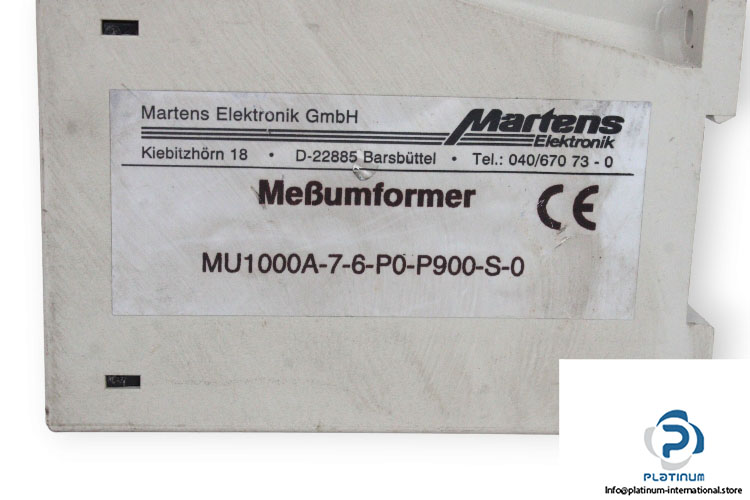 Martens Elektronik GmbH
Martens
Elektronik
Kiebitzhörn 18 • D-22885 Barsbüttel • Tel.: 040/670 73 - 0
Meßumformer
CE
MU1000A-7-6-P0-P900-S-0
PLATINUM
Info@platinum-international.store